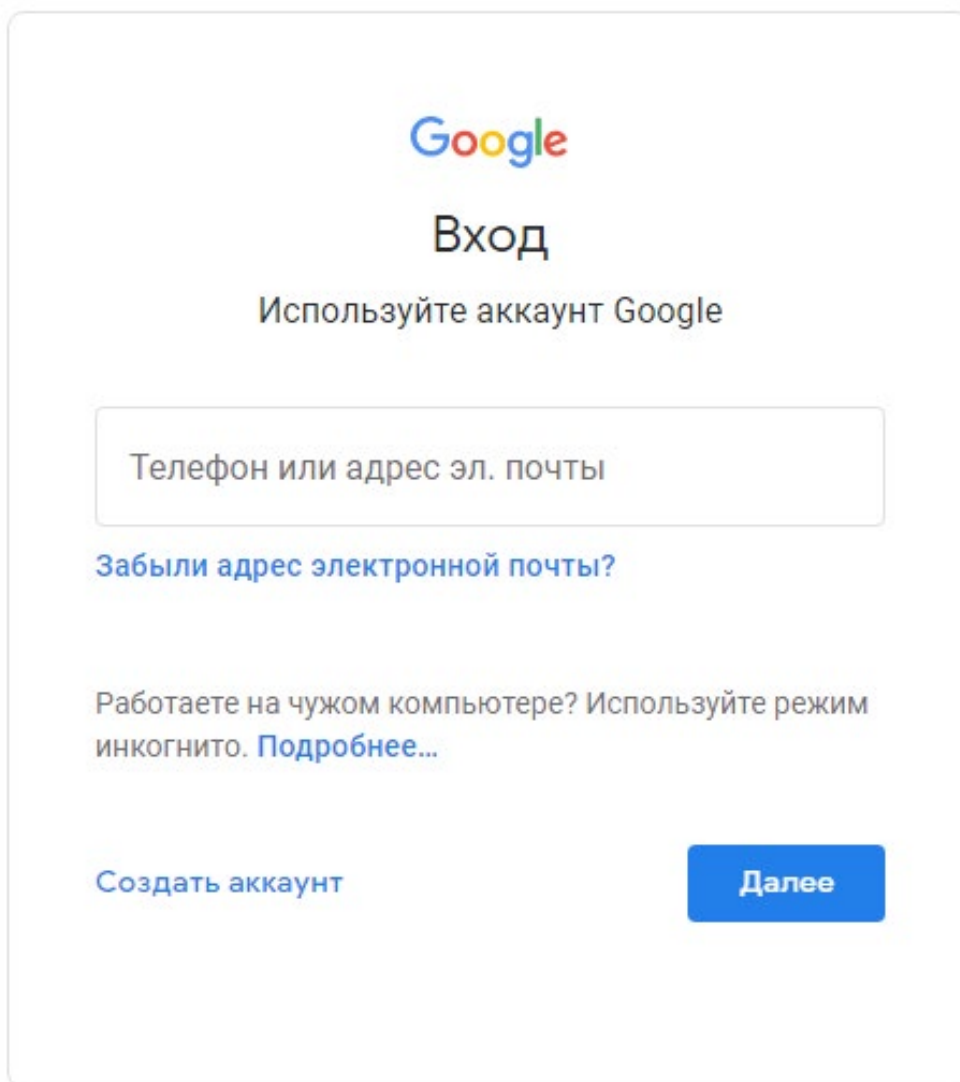 Google
Вход
Используйте аккаунт Google
Телефон или адрес эл. почты
Забыли адрес электронной почты?
Работаете на чужом компьютере? Используйте режим
инкогнито. Подробнее...
Создать аккаунт
Далее